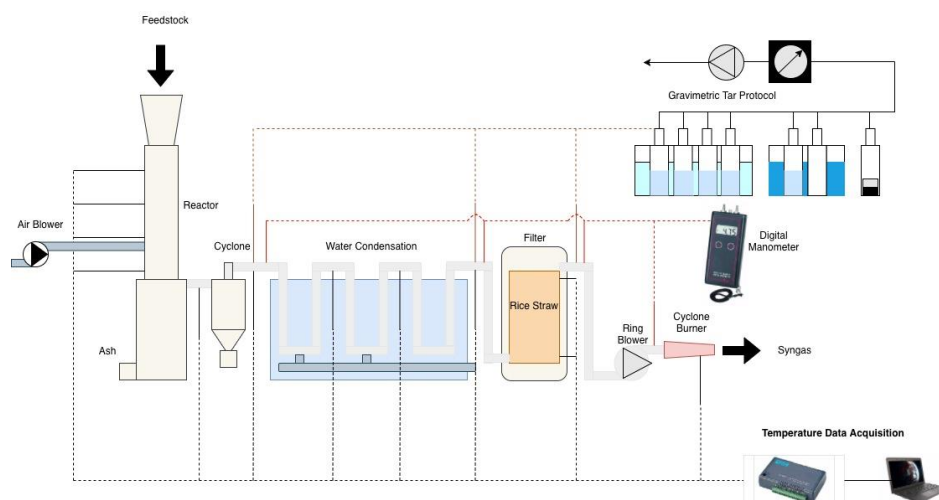 Feedstock
Gravimetric Tar Protocol
Reactor
Air Blower
Cyclone
Water Condensation
Filter
Digital
Manometer
Rice Straw
Ring
Blower
Cyclone
Burner
Ash
Syngas
Temperature Data Acquisition